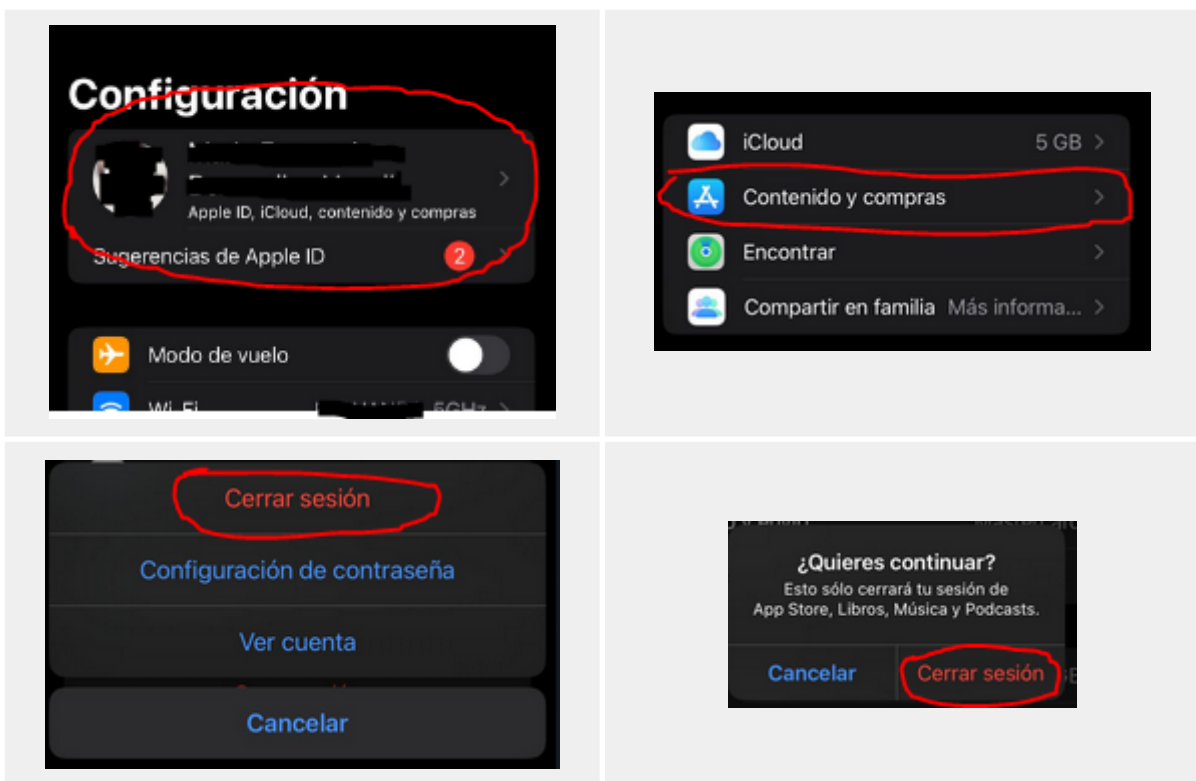 Configuración
Apple ID, iCloud, contenido y compras
Sugerencias de Apple ID 2
Modo de vuelo
Wi-Fi 5GHz
iCloud 5 GB
Contenido y compras
Encontrar
Compartir en familia Más informa...
Cerrar sesión
Configuración de contraseña
Ver cuenta
Cancelar
¿Quieres continuar?
Esto sólo cerrará tu sesión de
App Store, Libros, Música y Podcasts.
Cancelar Cerrar sesión